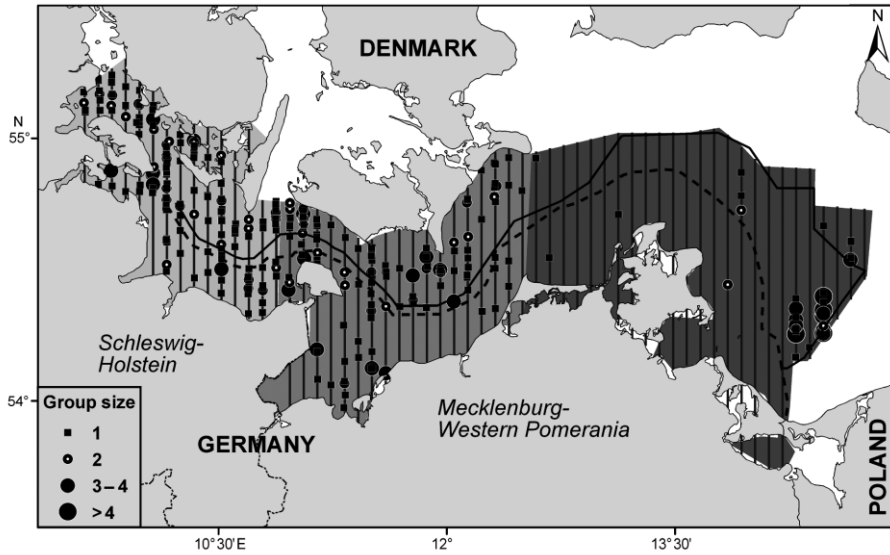 DENMARK
N
N
55°
Schleswig-
Holstein
Mecklenburg-
Western Pomerania
54°
GERMANY
POLAND
Group size
1
2
3–4
>4
10°30'E
12°
13°30